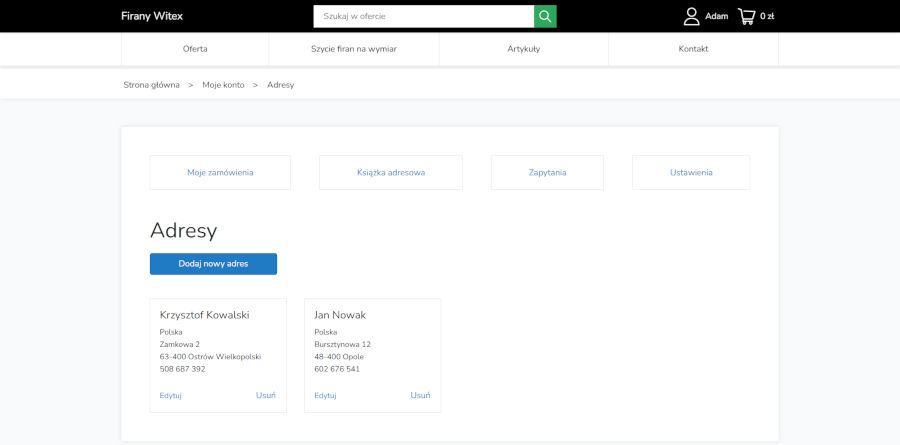 Firany Witex
Szukaj w ofercie
Adam
0 zł
Oferta
Szycie firan na wymiar
Artykuły
Kontakt
Strona główna > Moje konto > Adresy
Moje zamówienia
Książka adresowa
Zapytania
Ustawienia
Adresy
Dodaj nowy adres
Krzysztof Kowalski
Polska
Zamkowa 2
63-400 Ostrów Wielkopolski
508 687 392
Edytuj
Usuń
Jan Nowak
Polska
Bursztynowa 12
48-400 Opole
602 676 541
Edytuj
Usuń